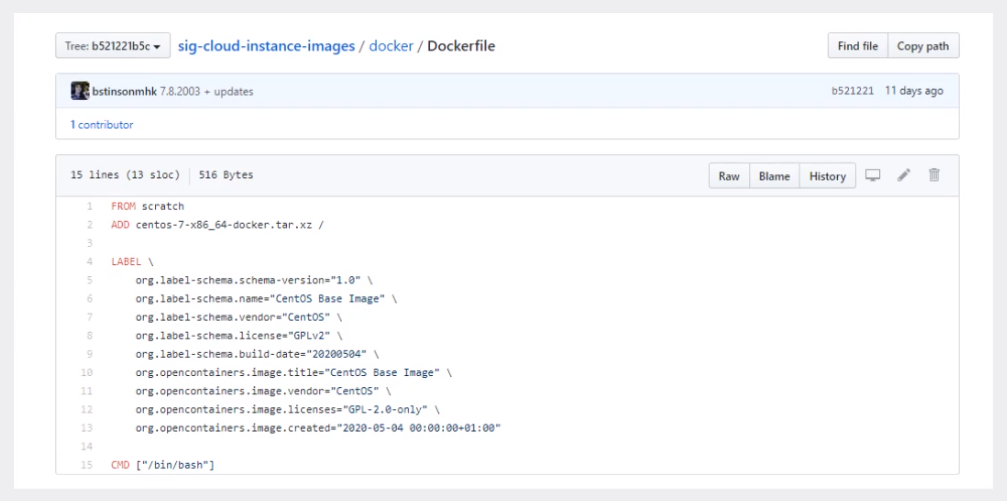 Tree: b521221b5c sig-cloud-instance-images / docker / Dockerfile Find file Copy path
bstinsonmhk 7.8.2003 + updates b521221 11 days ago
1 contributor
15 lines (13 sloc) 516 Bytes Raw Blame History
1 FROM scratch
2 ADD centos-7-x86_64-docker.tar.xz /
3
4 LABEL \
5 org.label-schema.schema-version="1.0" \
6 org.label-schema.name="CentOS Base Image" \
7 org.label-schema.vendor="CentOS" \
8 org.label-schema.license="GPLv2" \
9 org.label-schema.build-date="20200504" \
10 org.opencontainers.image.title="CentOS Base Image" \
11 org.opencontainers.image.vendor="CentOS" \
12 org.opencontainers.image.licenses="GPL-2.0-only" \
13 org.opencontainers.image.created="2020-05-04 00:00:00+01:00"
14
15 CMD ["/bin/bash"]